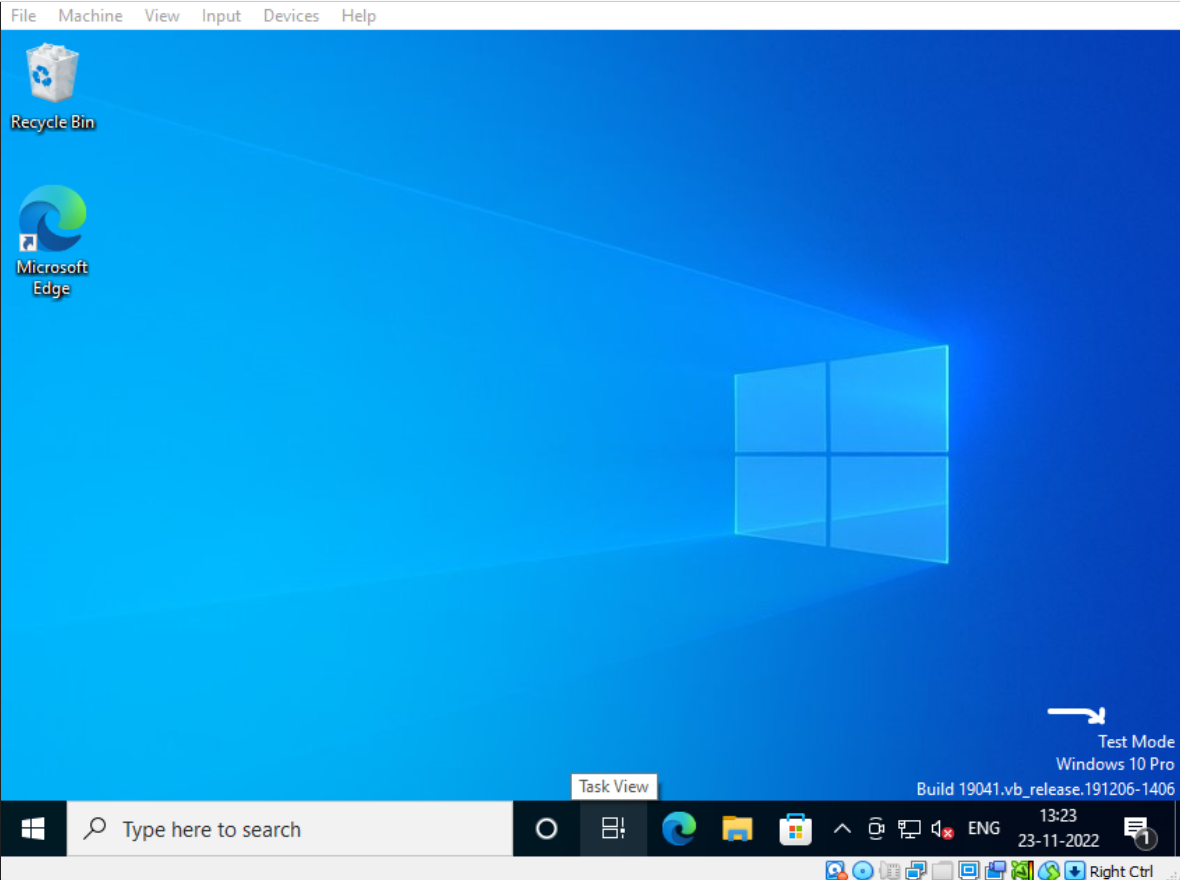 File Machine View Input Devices Help
Recycle Bin
Microsoft
Edge
Test Mode
Windows 10 Pro
Build 19041.vb_release.191206-1406
Task View
Type here to search
ENG
13:23
23-11-2022
1
Right Ctrl